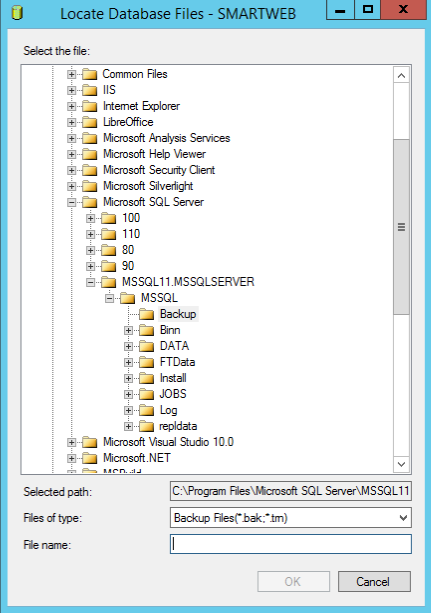 Locate Database Files - SMARTWEB
Select the file:
Common Files
IIS
Internet Explorer
LibreOffice
Microsoft Analysis Services
Microsoft Help Viewer
Microsoft Security Client
Microsoft Silverlight
Microsoft SQL Server
100
110
80
90
MSSQL11.MSSQLSERVER
MSSQL
Backup
Binn
DATA
FTData
Install
JOBS
Log
repldata
Microsoft Visual Studio 10.0
Microsoft.NET
MSBuild
Selected path: C:\Program Files\Microsoft SQL Server\MSSQL11
Files of type: Backup Files(*.bak;*.trn)
File name:
OK Cancel